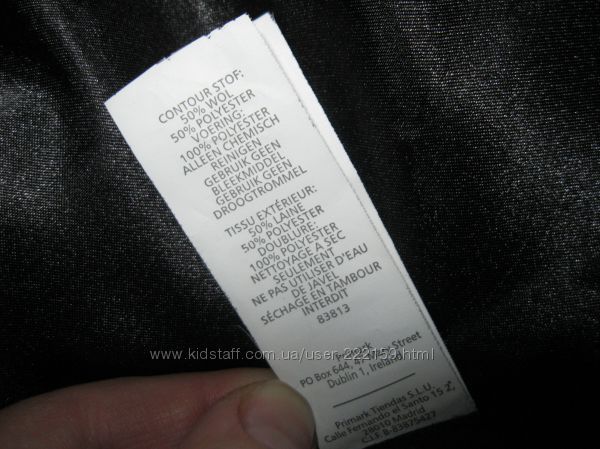 CONTOUR STOF:
50% WOL
50% POLYESTER
VOERING:
100% POLYESTER
ALLEEN CHEMISCH
REINIGEN
GEBRUIK GEEN
BLEEKMIDDEL
GEBRUIK GEEN
DROOGTROMMEL
TISSU EXTÉRIEUR:
50% LAINE
50% POLYESTER
DOUBLURE:
100% POLYESTER
NETTOYAGE A SEC
SEULEMENT
NE PAS UTILISER D'EAU
DE JAVEL
SÉCHAGE EN TAMBOUR
INTERDIT
83813
www.kidstaff.com.ua/user-222159.html
PO Box 644, Street
Dublin 1, Ireland
Primark Tiendas S.L.U,
Calle Fernando el Santo 15 2,
28010 Madrid
C.I.F. B-83875427